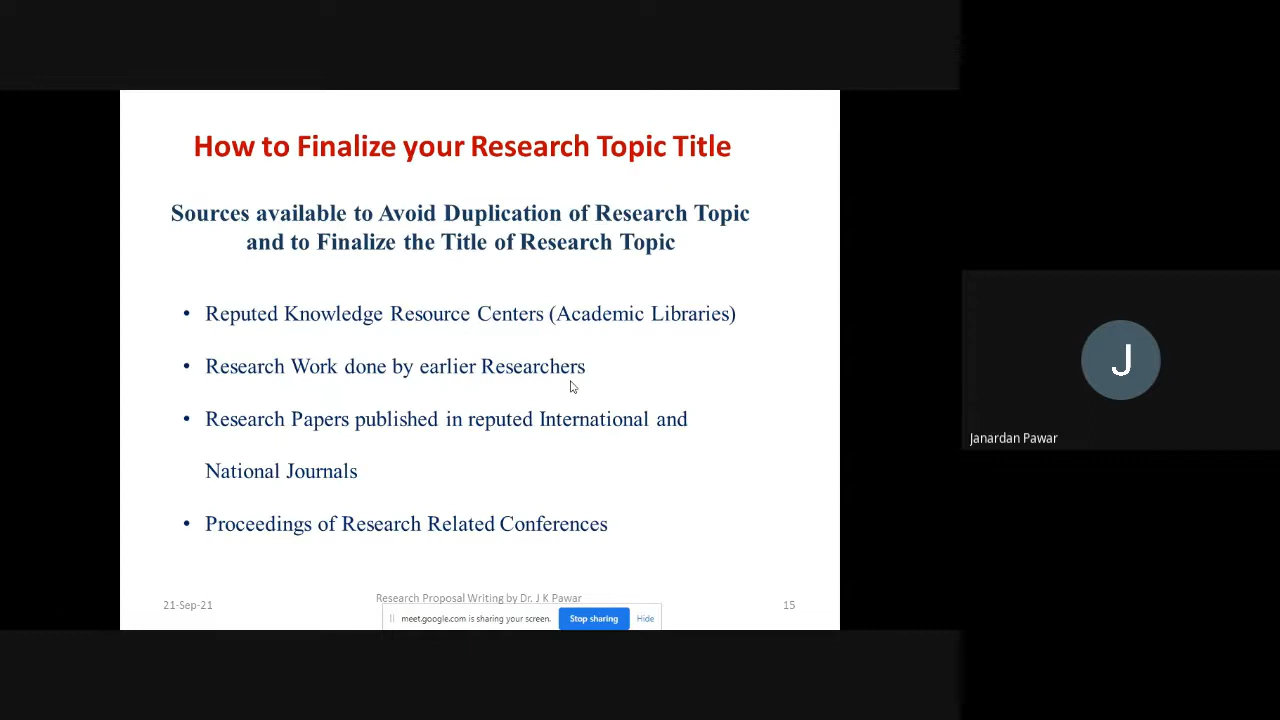 How to Finalize your Research Topic Title
Sources available to Avoid Duplication of Research Topic
and to Finalize the Title of Research Topic
• Reputed Knowledge Resource Centers (Academic Libraries)
• Research Work done by earlier Researchers
• Research Papers published in reputed International and
National Journals
• Proceedings of Research Related Conferences
21-Sep-21
Research Proposal Writing by Dr. J K Pawar
15
meet.google.com is sharing your screen.
Stop sharing
Hide
J
Janardan Pawar